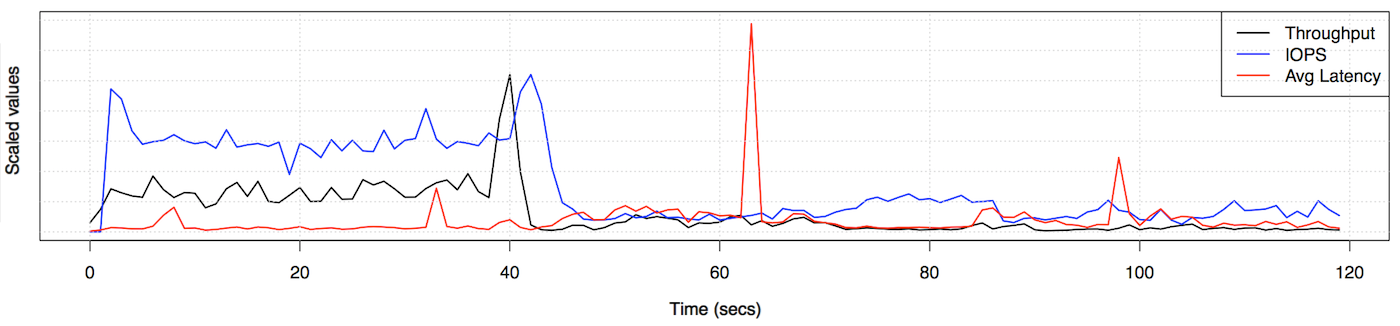 Scaled values
Throughput
IOPS
Avg Latency
0
20
40
60
80
100
120
Time (secs)